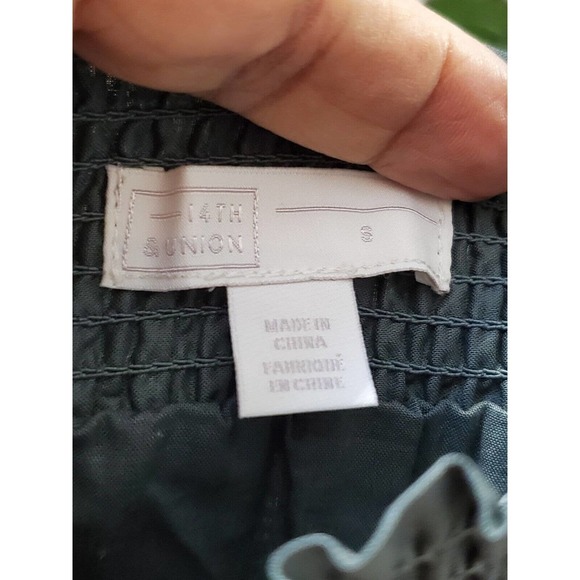 14TH
& UNION
S
MADE IN
CHINA
FABRIQUÉ
EN CHINE